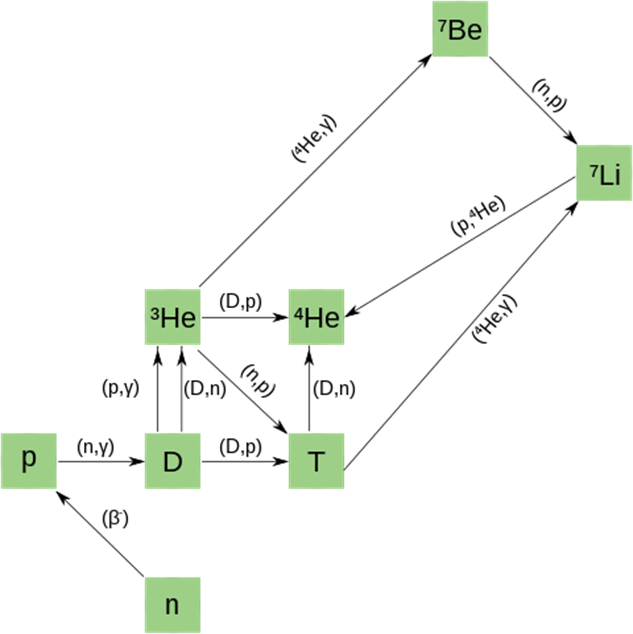 ⁷Be
(n,p)
(⁴He,γ)
⁷Li
(p,⁴He)
³He
(D,p)
⁴He
(⁴He,γ)
(p,γ)
(D,n)
(n,p)
(D,n)
p
(n,γ)
D
(D,p)
T
(β⁻)
n